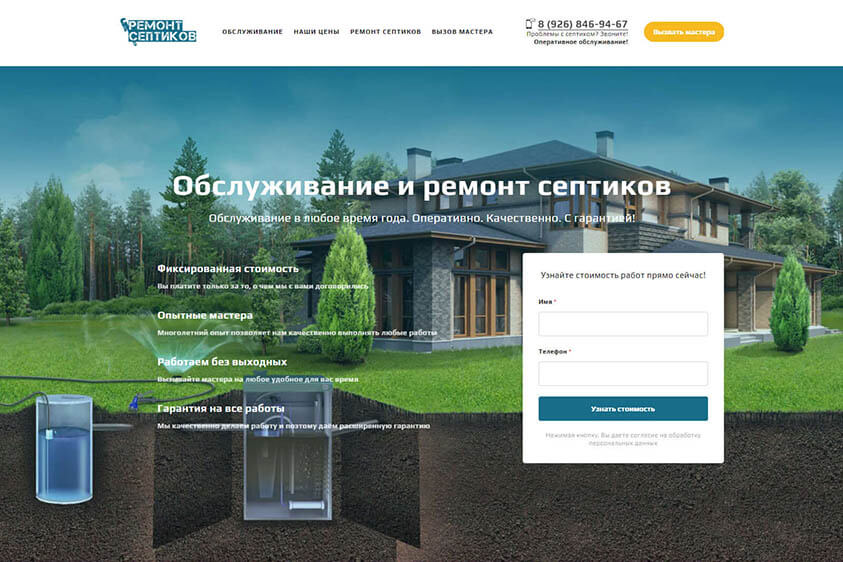 РЕМОНТ
СЕПТИКОВ
ОБСЛУЖИВАНИЕ НАШИ ЦЕНЫ РЕМОНТ СЕПТИКОВ ВЫЗОВ МАСТЕРА
8 (926) 846-94-67
Проблемы с септиком? Звоните!
Оперативное обслуживание!
Вызвать мастера
Обслуживание и ремонт септиков
Обслуживание в любое время года. Оперативно. Качественно. С гарантией!
Фиксированная стоимость
Вы платите только за то, о чем мы с вами договорились
Опытные мастера
Многолетний опыт позволяет нам качественно выполнять любые работы
Работаем без выходных
Вызывайте мастера на любое удобное для вас время
Гарантия на все работы
Мы качественно делаем работу и поэтому даём расширенную гарантию
Узнайте стоимость работ прямо сейчас!
Имя *
Телефон *
Узнать стоимость
Нажимая кнопку, Вы даете согласие на обработку
персональных данных